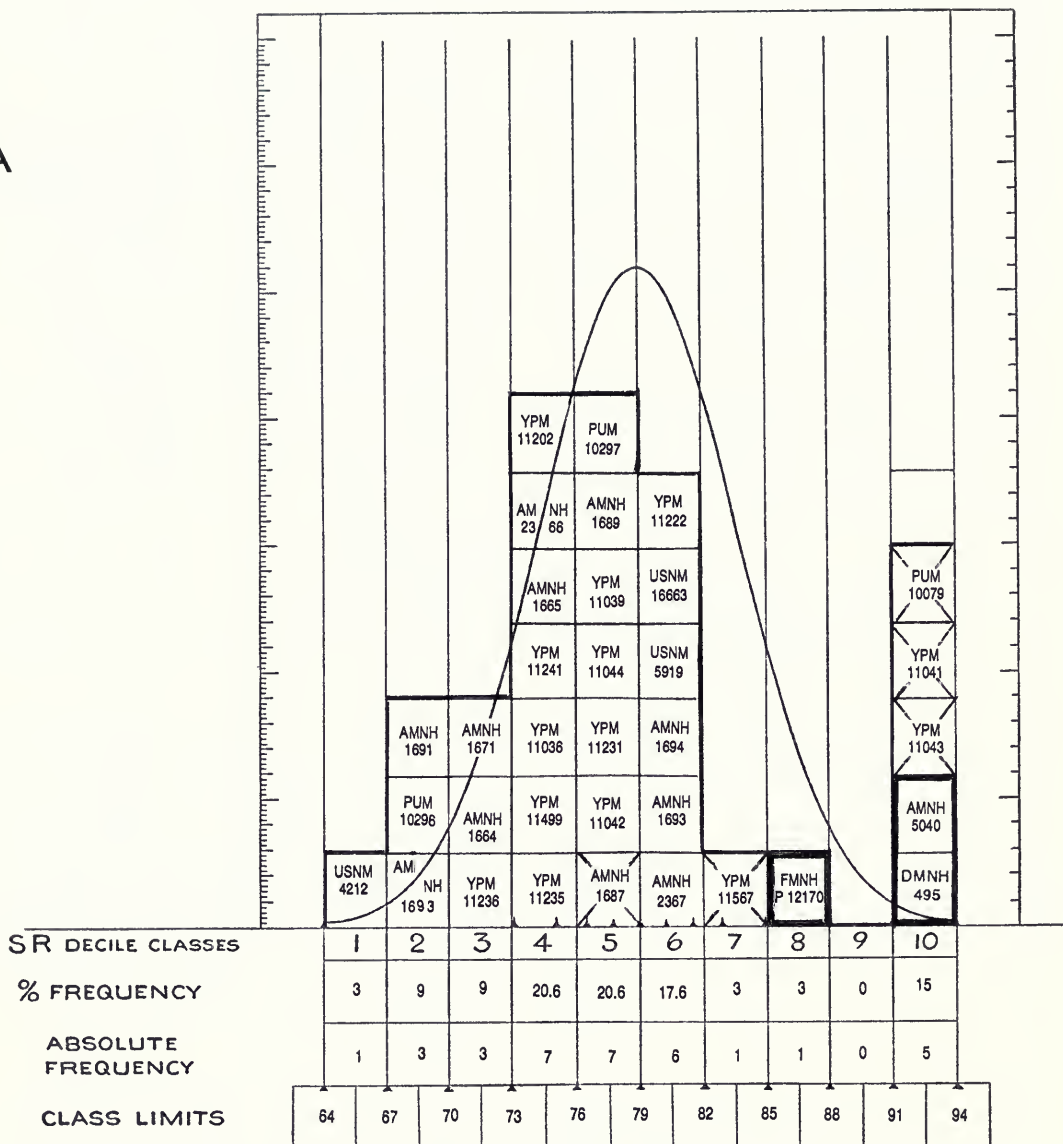 A
YPM
11202
PUM
10297
AM NH
23 66
AMNH
1689
YPM
11222
AMNH
1665
YPM
11039
USNM
16663
PUM
10079
YPM
11241
YPM
11044
USNM
5919
YPM
11041
AMNH
1691
AMNH
1671
YPM
11036
YPM
11231
AMNH
1694
YPM
11043
PUM
10296
AMNH
1664
YPM
11499
YPM
11042
AMNH
1693
AMNH
5040
USNM
4212
AM NH
1693
YPM
11236
YPM
11235
AMNH
1687
AMNH
2367
YPM
11567
FMNH
P 12170
DMNH
495
SR DECILE CLASSES 1 2 3 4 5 6 7 8 9 10
% FREQUENCY 3 9 9 20.6 20.6 17.6 3 3 0 15
ABSOLUTE
FREQUENCY 1 3 3 7 7 6 1 1 0 5
CLASS LIMITS 64 67 70 73 76 79 82 85 88 91 94